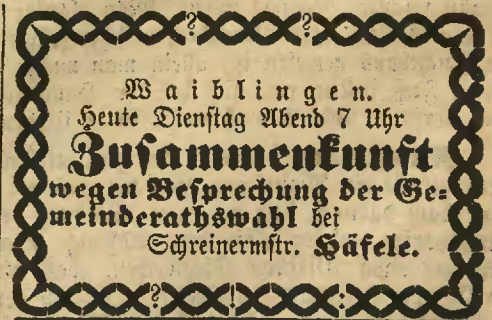 ? ?
Waiblingen.
Heute Dienstag Abend 7 Uhr
Zusammenkunft
wegen Besprechung der Ge-
meinderathswahl bei
Schreinermstr. Häfele.
? ! :